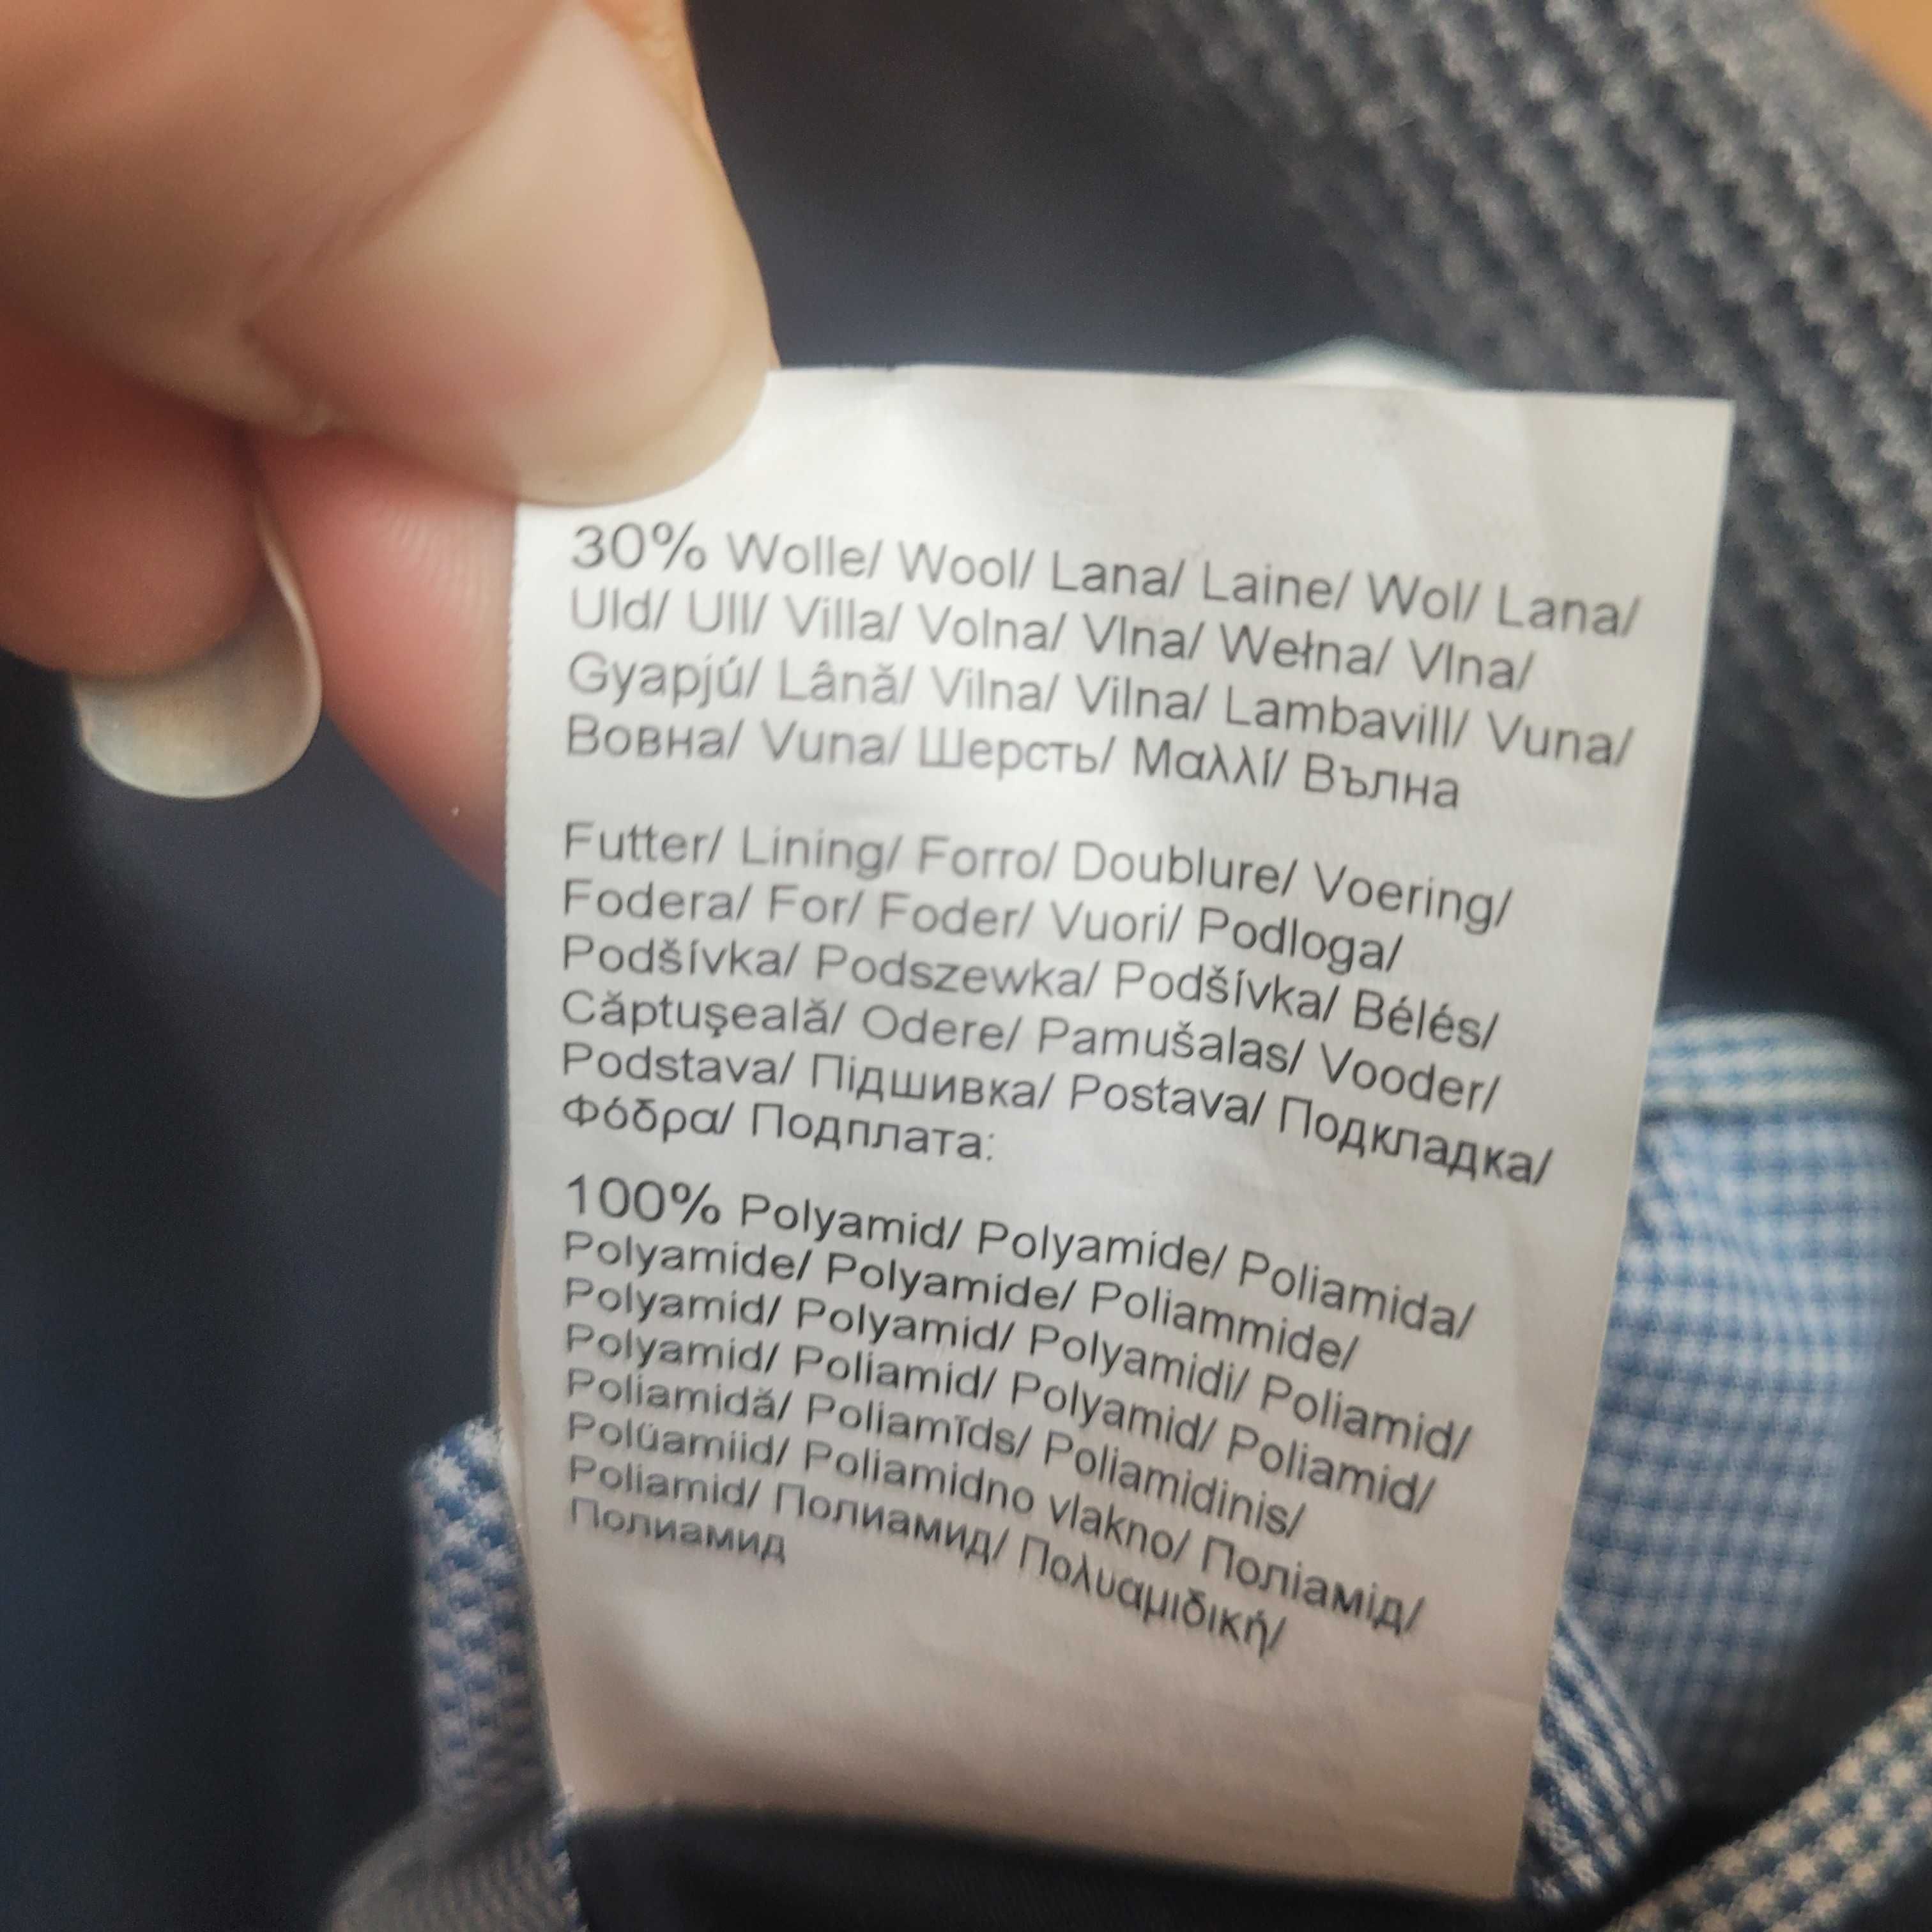 30% Wolle/ Wool/ Lana/ Laine/ Wol/ Lana/
Uld/ Ull/ Villa/ Volna/ Vlna/ Wełna/ Vlna/
Gyapjú/ Lână/ Vilna/ Vilna/ Lambavill/ Vuna/
Вовна/ Vuna/ Шерсть/ Μαλλί/ Вълна
Futter/ Lining/ Forro/ Doublure/ Voering/
Fodera/ For/ Foder/ Vuori/ Podloga/
Podšívka/ Podszewka/ Podšívka/ Bélés/
Căptuşeală/ Odere/ Pamušalas/ Vooder/
Podstava/ Підшивка/ Postava/ Подкладка/
Φόδρα/ Подплата:
100% Polyamid/ Polyamide/ Poliamida/
Polyamide/ Polyamide/ Poliammide/
Polyamid/ Polyamid/ Polyamidi/ Poliamid/
Polyamid/ Poliamid/ Polyamid/ Poliamid/
Poliamidă/ Poliamīds/ Poliamidinis/
Polüamiid/ Poliamidno vlakno/ Поліамід/
Poliamid/ Полиамид/ Πολυαμιδική/
Полиамид